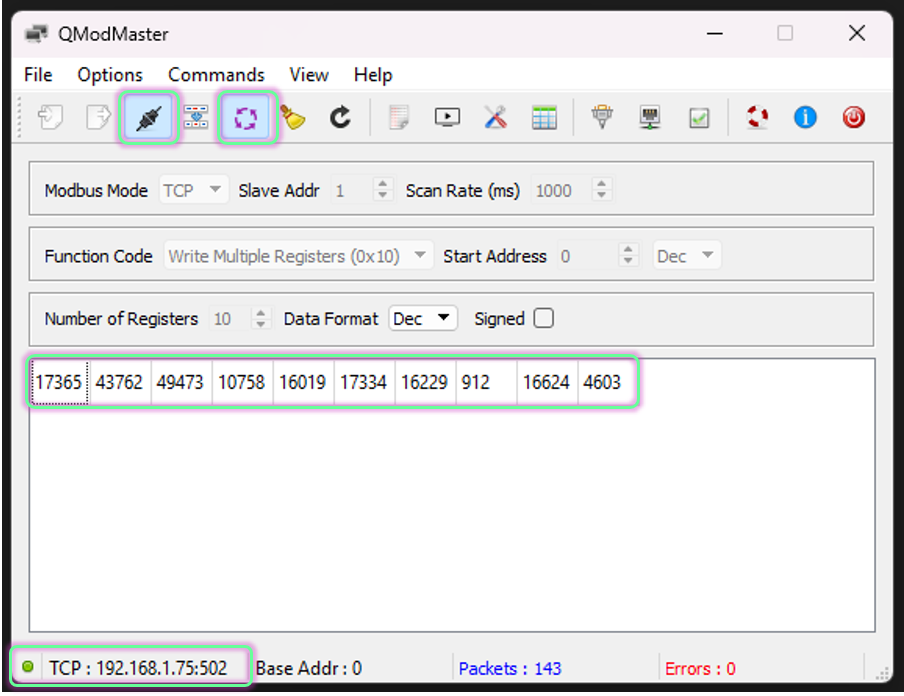 QModMaster
File Options Commands View Help
Modbus Mode TCP Slave Addr 1 Scan Rate (ms) 1000
Function Code Write Multiple Registers (0x10) Start Address 0 Dec
Number of Registers 10 Data Format Dec Signed
17365 43762 49473 10758 16019 17334 16229 912 16624 4603
TCP : 192.168.1.75:502 Base Addr : 0 Packets : 143 Errors : 0